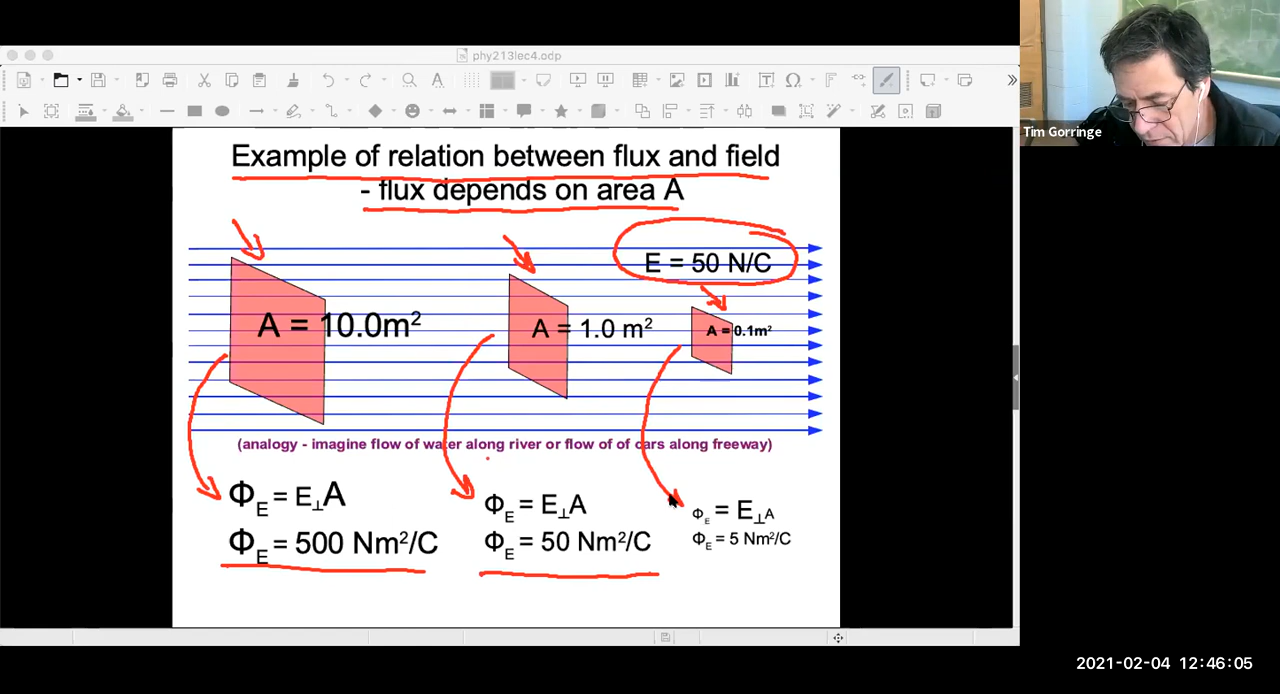 phy213lec4.odp
Tim Gorringe
Example of relation between flux and field
- flux depends on area A
E = 50 N/C
A = 10.0m²
A = 1.0 m²
A = 0.1m²
(analogy - imagine flow of water along river or flow of of cars along freeway)
Φ_E = E⊥A
Φ_E = 500 Nm²/C
Φ_E = E⊥A
Φ_E = 50 Nm²/C
Φ_E = E⊥A
Φ_E = 5 Nm²/C
2021-02-04 12:46:05